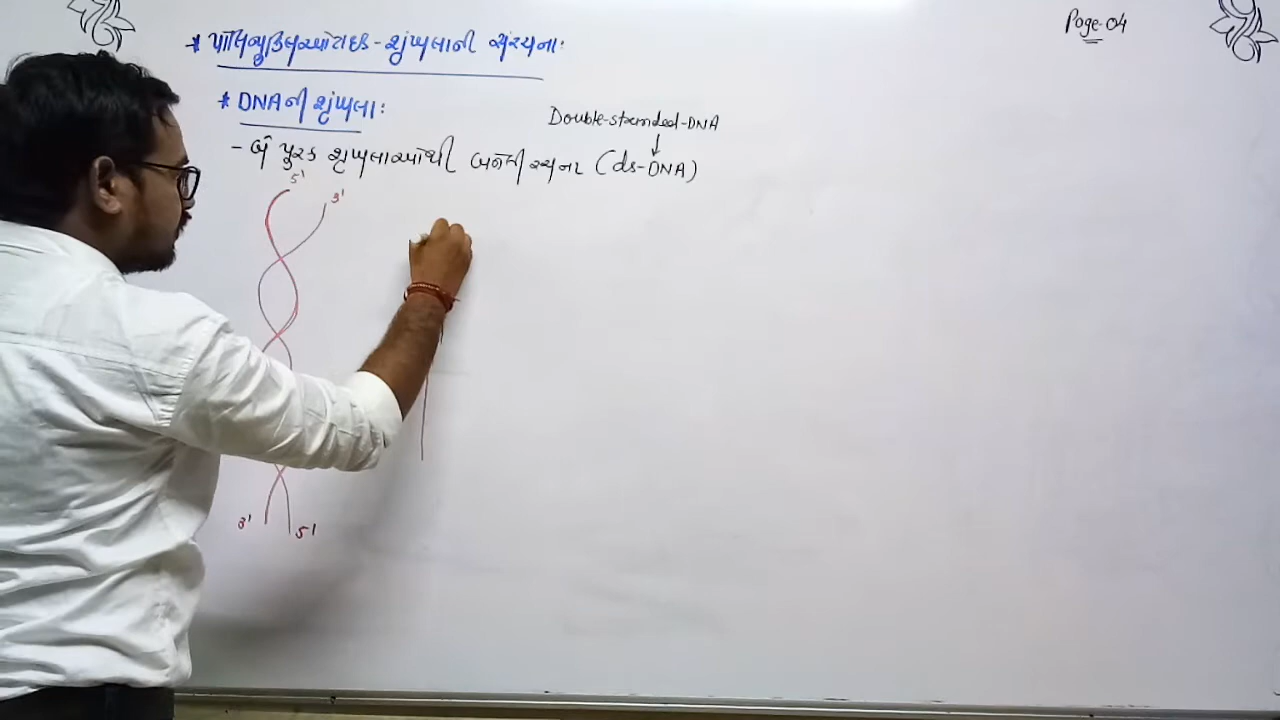 Page-04
* પૉલિન્યુક્લિઓટાઇડ-શૃંખલાની સંરચના:
* DNAની શૃંખલા:
Double-stranded-DNA
- બે પુરક શૃંખલાઓથી બનેલી રચના (ds-DNA)
5'
3'
3'
5'